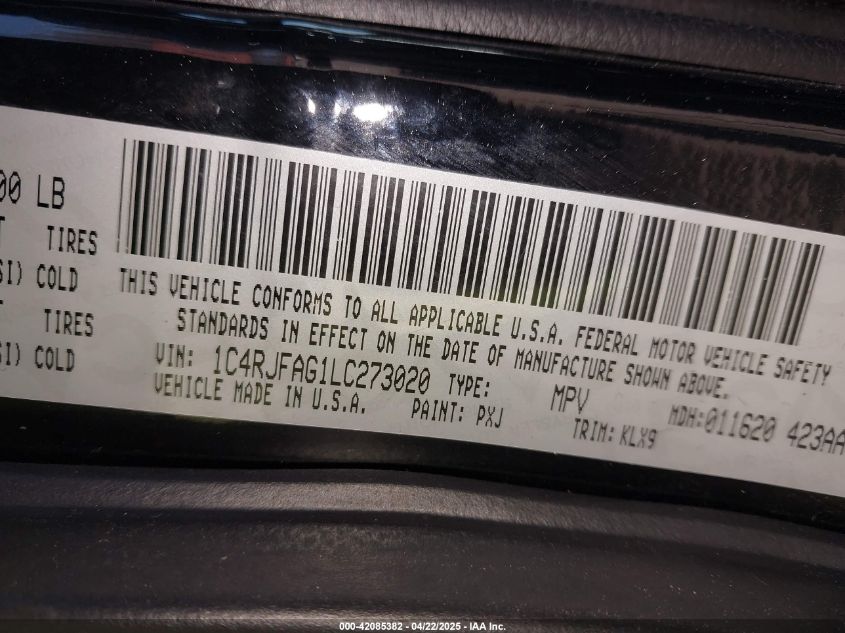 00 LB
TIRES
SI) COLD
TIRES
SI) COLD
THIS VEHICLE CONFORMS TO ALL APPLICABLE U.S.A. FEDERAL MOTOR VEHICLE SAFETY
STANDARDS IN EFFECT ON THE DATE OF MANUFACTURE SHOWN ABOVE.
VIN: 1C4RJFAG1LC273020 TYPE: MPV MDH:011620 423AA
VEHICLE MADE IN U.S.A. PAINT: PXJ TRIM: KLX9
000-42085382 - 04/22/2025 - IAA Inc.